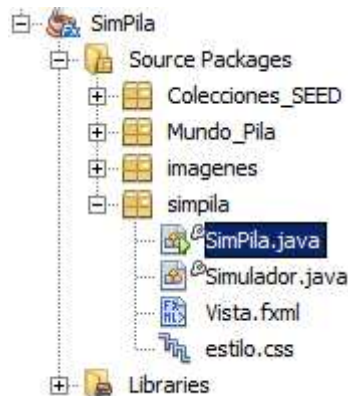 SimPila
Source Packages
Colecciones_SEED
Mundo_Pila
imagenes
simpila
SimPila.java
Simulador.java
Vista.fxml
estilo.css
Libraries